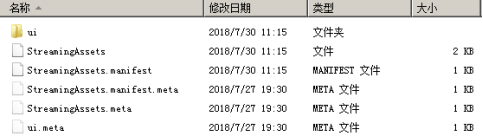 名称 修改日期 类型 大小
ui 2018/7/30 11:15 文件夹
StreamingAssets 2018/7/30 11:15 文件 2 KB
StreamingAssets.manifest 2018/7/30 11:15 MANIFEST 文件 1 KB
StreamingAssets.manifest.meta 2018/7/27 19:30 META 文件 1 KB
StreamingAssets.meta 2018/7/27 19:30 META 文件 1 KB
ui.meta 2018/7/27 19:30 META 文件 1 KB